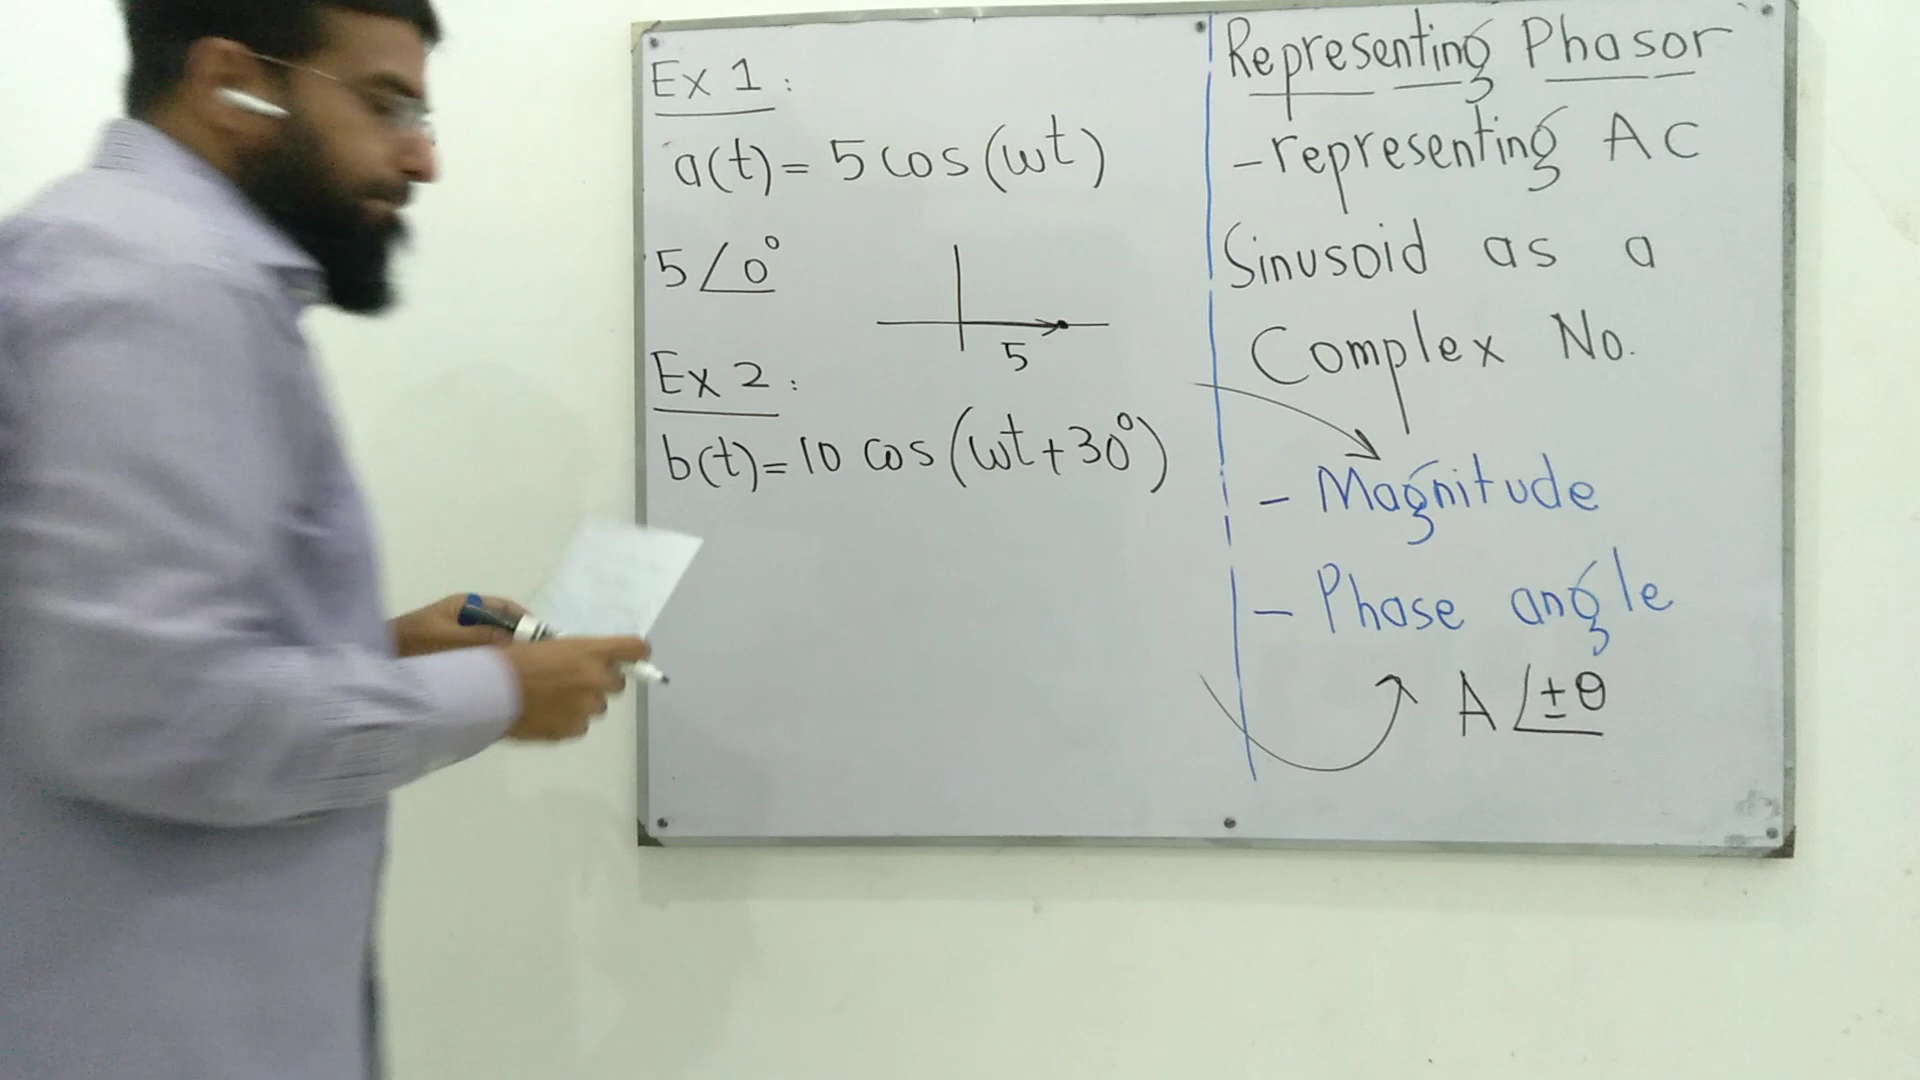 Ex 1:
a(t) = 5 cos(ωt)
5∠0°
5
Ex 2:
b(t) = 10 cos(ωt+30°)
Representing Phasor
- representing AC
Sinusoid as a
Complex No.
- Magnitude
- Phase angle
A∠±θ